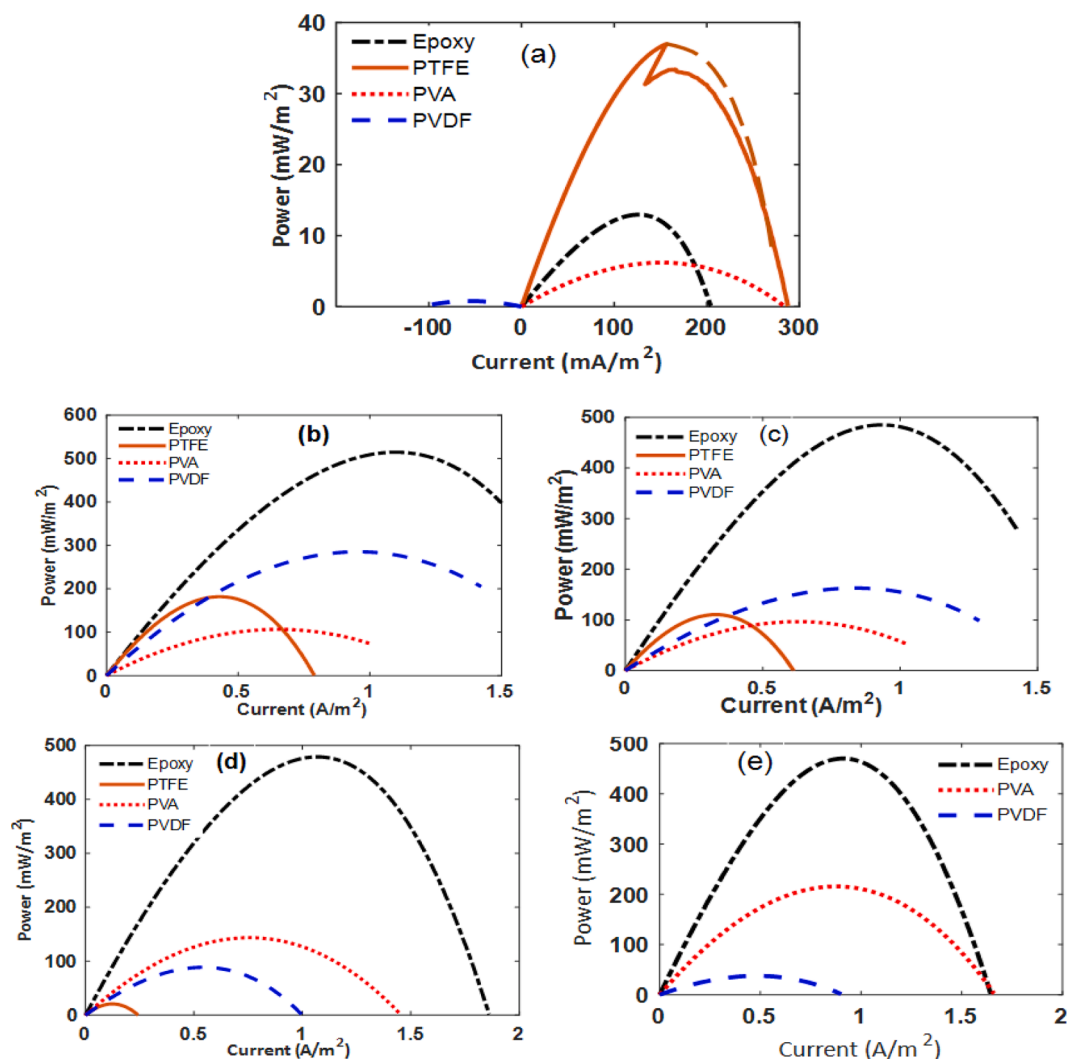 (a)
Epoxy
PTFE
PVA
PVDF
Power (mW/m²)
40
30
20
10
0
-100 0 100 200 300
Current (mA/m²)
(b)
Epoxy
PTFE
PVA
PVDF
Power (mW/m²)
600
500
400
300
200
100
0
0 0.5 1 1.5
Current (A/m²)
(c)
Epoxy
PTFE
PVA
PVDF
Power (mW/m²)
500
400
300
200
100
0
0 0.5 1 1.5
Current (A/m²)
(d)
Epoxy
PTFE
PVA
PVDF
Power (mW/m²)
500
400
300
200
100
0
0 0.5 1 1.5 2
Current (A/m²)
(e)
Epoxy
PVA
PVDF
Power (mW/m²)
500
400
300
200
100
0
0 0.5 1 1.5 2
Current (A/m²)